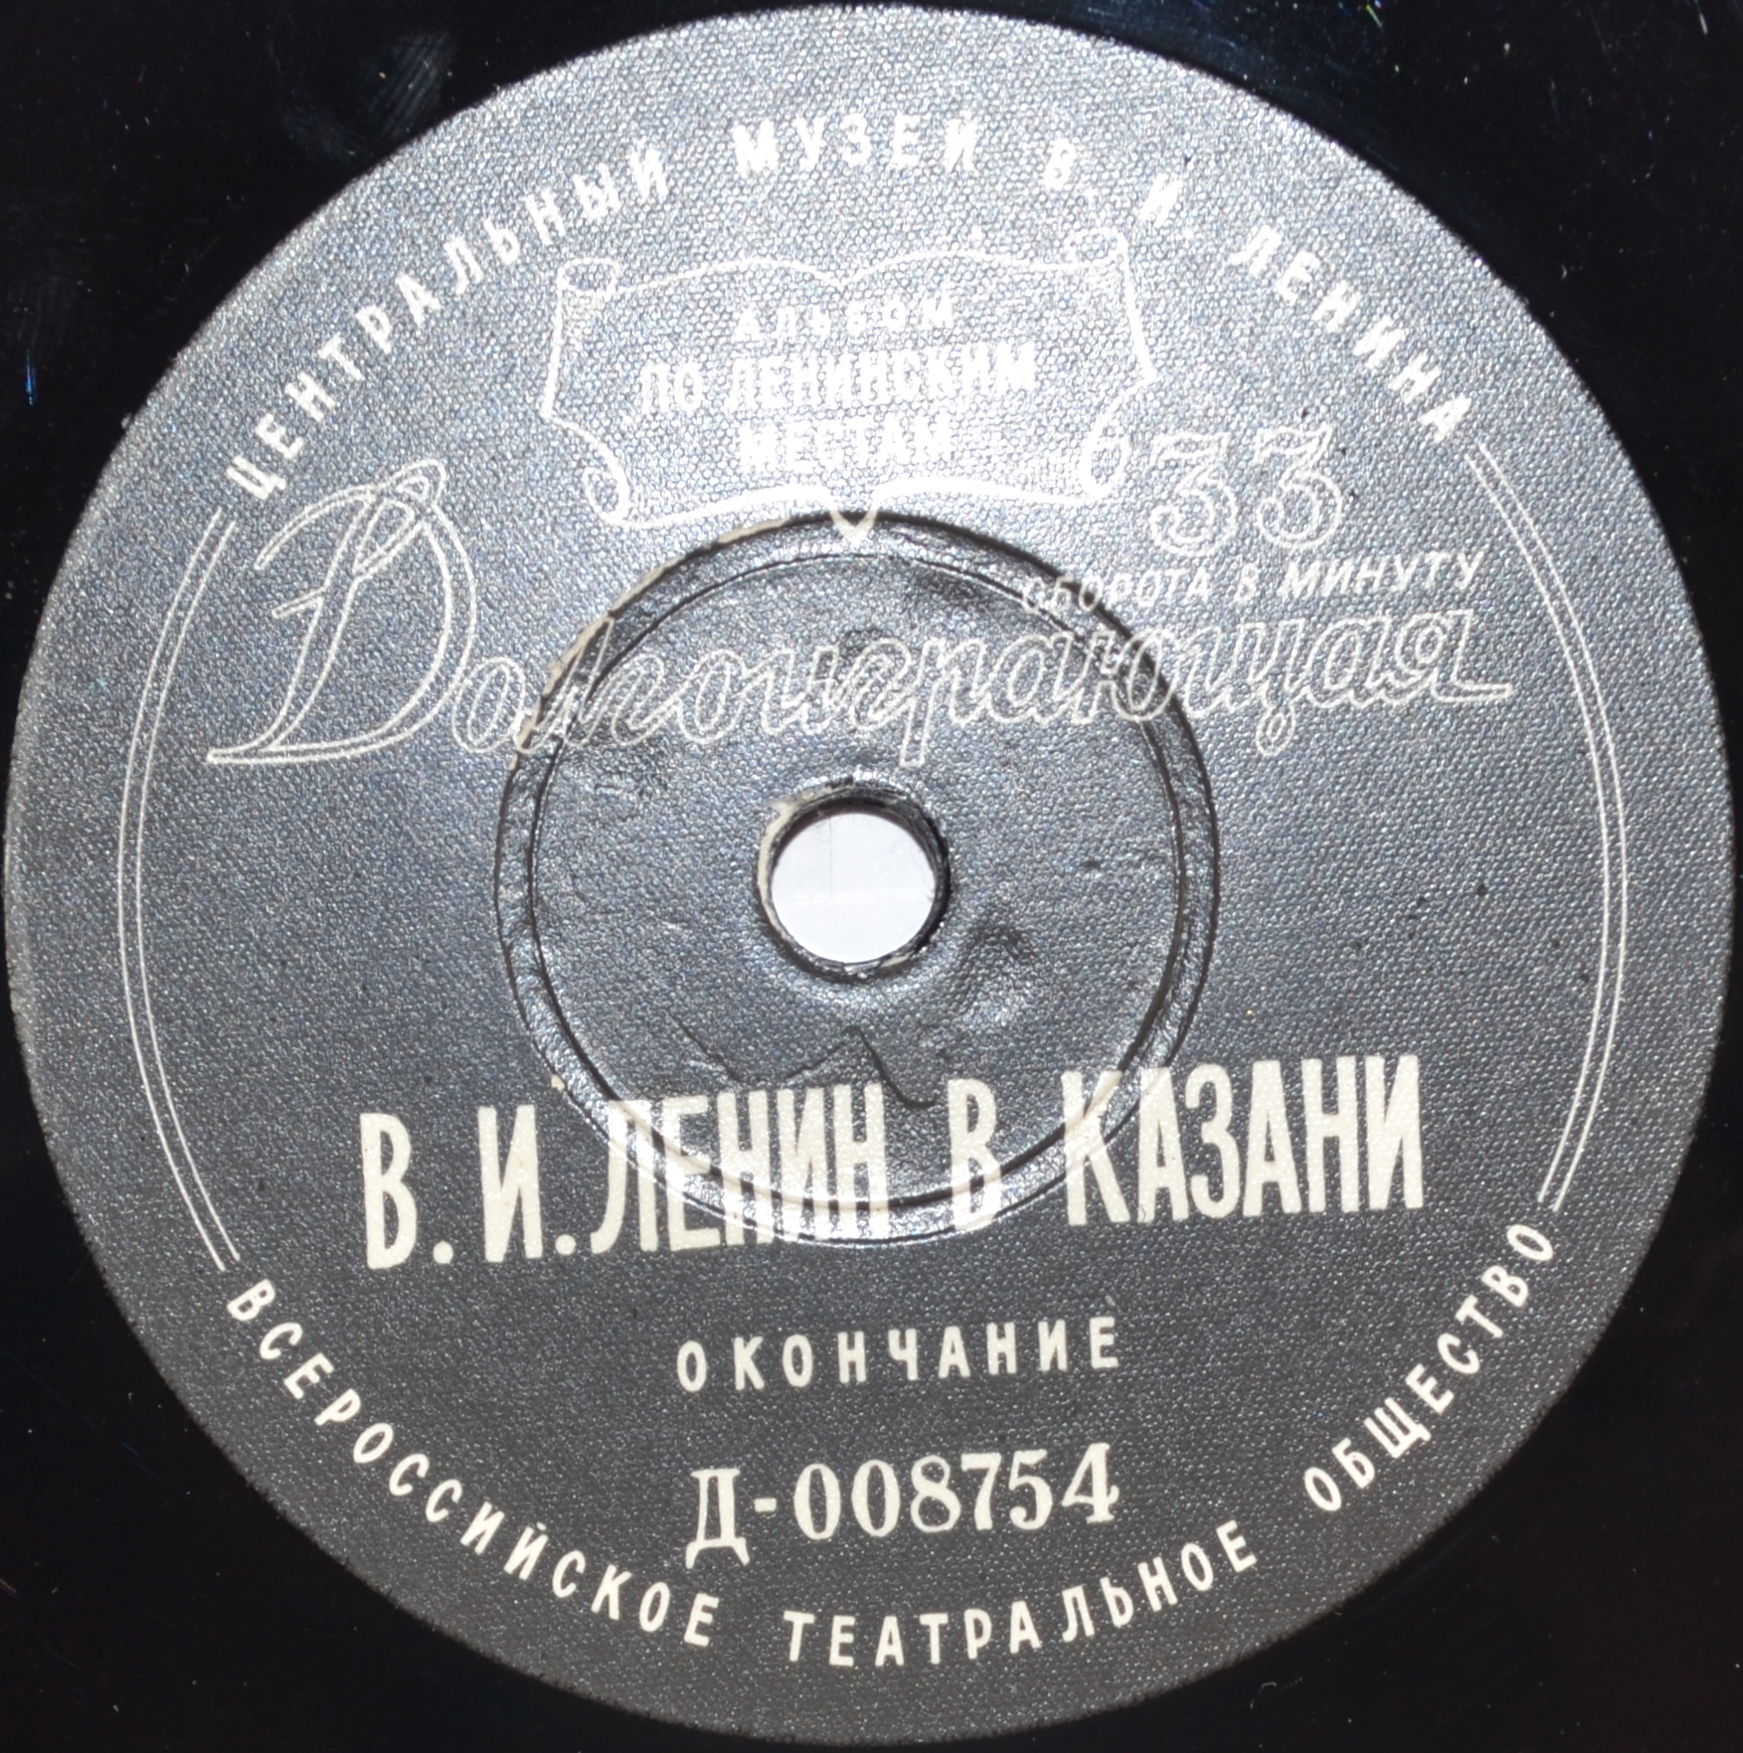 ЦЕНТРАЛЬНЫЙ МУЗЕЙ В. И. ЛЕНИНА
АЛЬБОМ
ПО ЛЕНИНСКИМ
МЕСТАМ
33
ОБОРОТА В МИНУТУ
Долгоиграющая
В. И. ЛЕНИН В КАЗАНИ
ОКОНЧАНИЕ
Д-008754
ВСЕРОССИЙСКОЕ ТЕАТРАЛЬНОЕ ОБЩЕСТВО